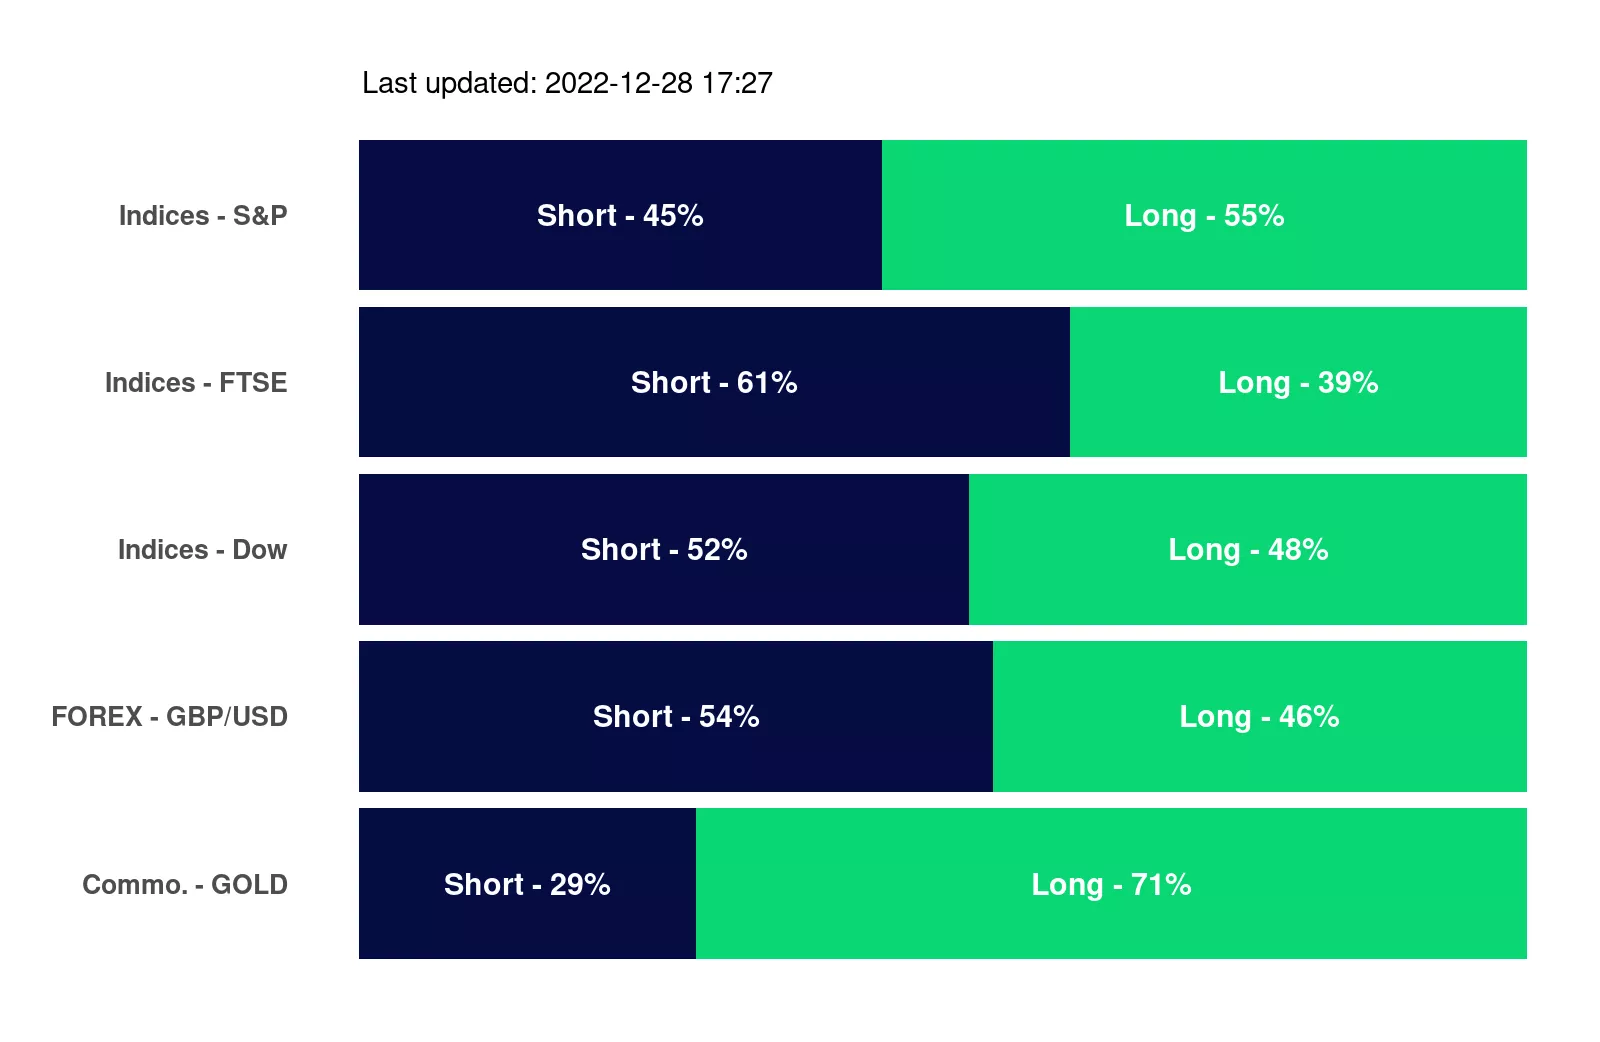 Last updated: 2022-12-28 17:27
Indices - S&P
Short - 45%
Long - 55%
Indices - FTSE
Short - 61%
Long - 39%
Indices - Dow
Short - 52%
Long - 48%
FOREX - GBP/USD
Short - 54%
Long - 46%
Commo. - GOLD
Short - 29%
Long - 71%